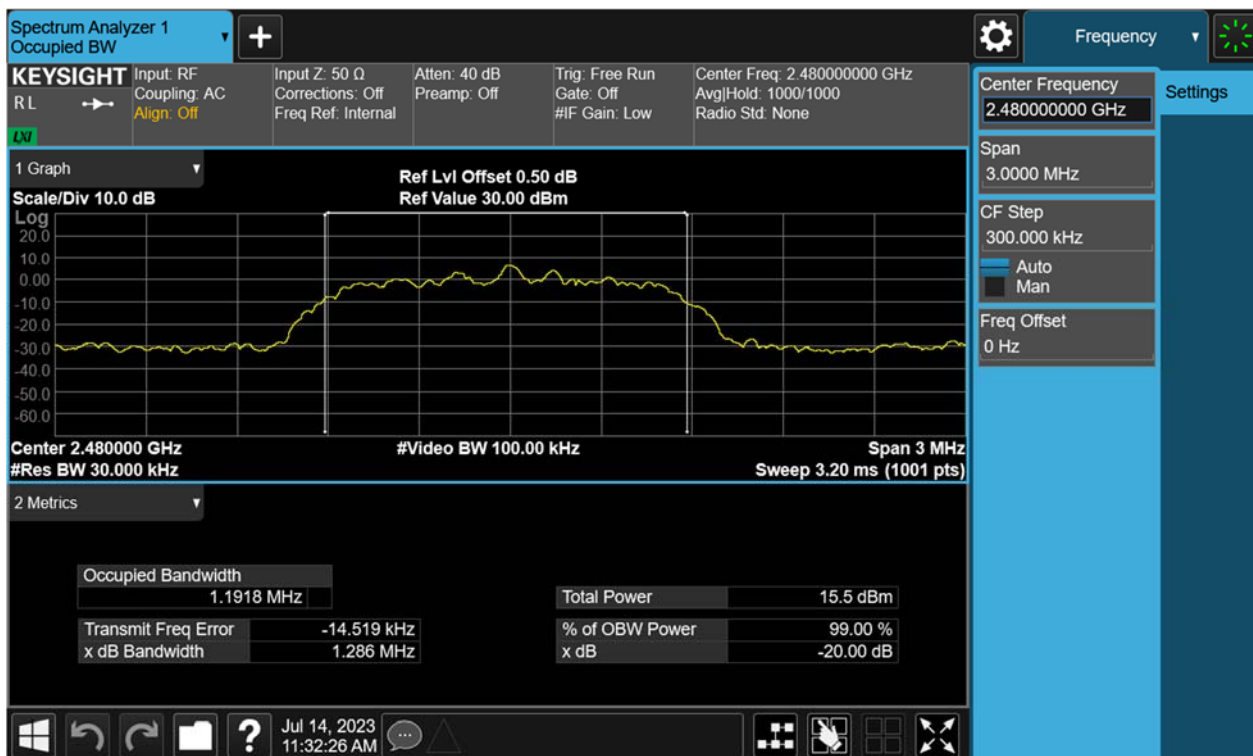 Spectrum Analyzer 1
Occupied BW
Frequency
KEYSIGHT
R L
LXI
Input: RF
Coupling: AC
Align: Off
Input Z: 50 Ω
Corrections: Off
Freq Ref: Internal
Atten: 40 dB
Preamp: Off
Trig: Free Run
Gate: Off
#IF Gain: Low
Center Freq: 2.480000000 GHz
Avg|Hold: 1000/1000
Radio Std: None
Center Frequency
2.480000000 GHz
Settings
Span
3.0000 MHz
CF Step
300.000 kHz
Auto
Man
Freq Offset
0 Hz
1 Graph
Scale/Div 10.0 dB
Ref Lvl Offset 0.50 dB
Ref Value 30.00 dBm
Log
20.0
10.0
0.00
-10.0
-20.0
-30.0
-40.0
-50.0
-60.0
Center 2.480000 GHz
#Video BW 100.00 kHz
Span 3 MHz
#Res BW 30.000 kHz
Sweep 3.20 ms (1001 pts)
2 Metrics
Occupied Bandwidth
1.1918 MHz
Total Power 15.5 dBm
Transmit Freq Error -14.519 kHz
% of OBW Power 99.00 %
x dB Bandwidth 1.286 MHz
x dB -20.00 dB
Jul 14, 2023
11:32:26 AM